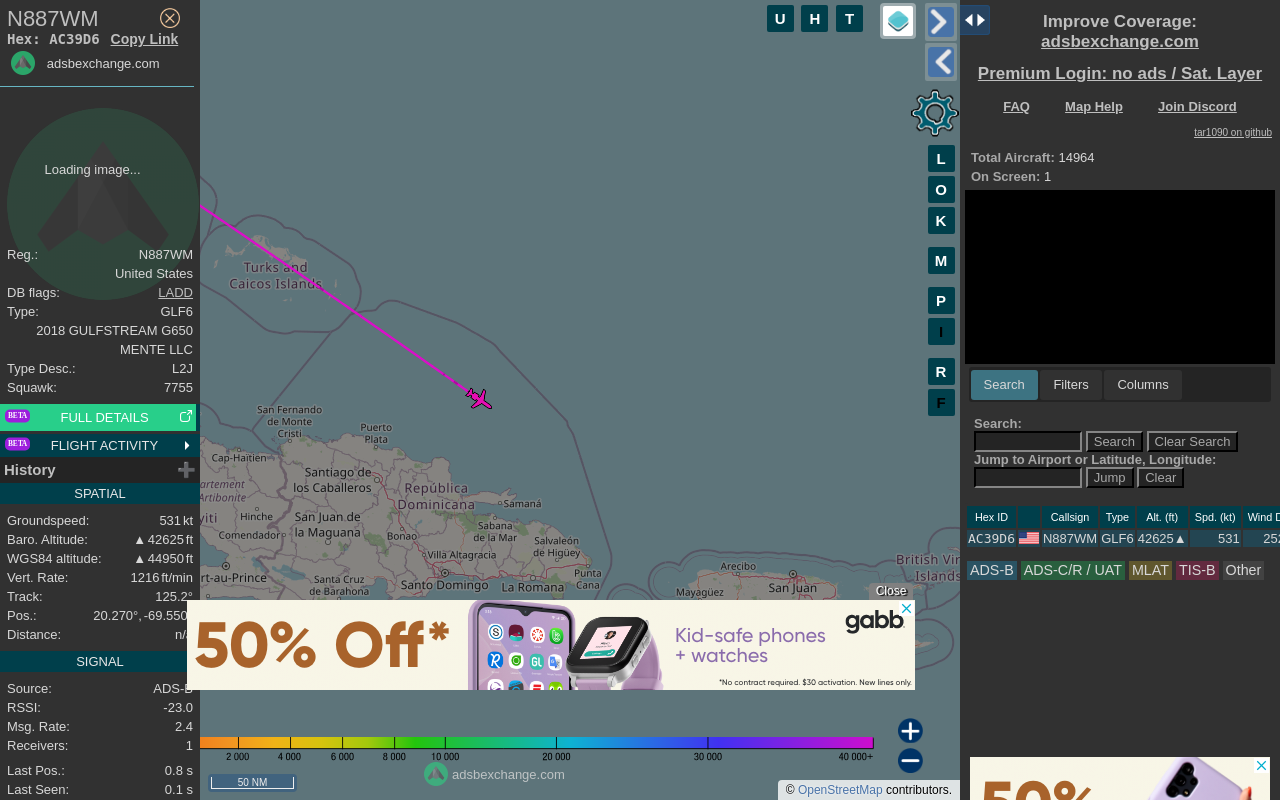 N887WM
Hex: AC39D6 Copy Link
adsbexchange.com
Loading image...
Reg.: N887WM
United States
DB flags: LADD
Type: GLF6
2018 GULFSTREAM G650
MENTE LLC
Type Desc.: L2J
Squawk: 7755
BETA FULL DETAILS
BETA FLIGHT ACTIVITY
History
SPATIAL
Groundspeed: 531 kt
Baro. Altitude: ▲ 42625 ft
WGS84 altitude: ▲ 44950 ft
Vert. Rate: 1216 ft/min
Track: 125.2°
Pos.: 20.270°, -69.550
Distance: n/
SIGNAL
Source: ADS-B
RSSI: -23.0
Msg. Rate: 2.4
Receivers: 1
Last Pos.: 0.8 s
Last Seen: 0.1 s
U H T
L
O
K
M
P
I
R
F
Turks and
Caicos Islands
San Fernando
de Monte
Cristi
Puerto
Plata
Cap-Haïtien
Santiago de
los Caballeros
artement
Artibonite
República
Dominicana
Samaná
yiti
Hinche
San Juan de
la Maguana
Sabana
de la Mar
Comendador
Bonao
Salvaleón
de Higüey
Villa Altagracia
rt-au-Prince
Santa Cruz
de Barahona
Santo Domingo
La Romana
Punta
Cana
Arecibo
British Vir
Islands
Mayagüez
San Juan
Close
50% Off*
Kid-safe phones
+ watches
gabb
*No contract required. $30 activation. New lines only.
2 000 4 000 6 000 8 000 10 000 20 000 30 000 40 000+
50 NM
adsbexchange.com
© OpenStreetMap contributors.
Improve Coverage:
adsbexchange.com
Premium Login: no ads / Sat. Layer
FAQ Map Help Join Discord
tar1090 on github
Total Aircraft: 14964
On Screen: 1
Search Filters Columns
Search:
Search Clear Search
Jump to Airport or Latitude, Longitude:
Jump Clear
Hex ID Callsign Type Alt. (ft) Spd. (kt) Wind D
AC39D6 N887WM GLF6 42625▲ 531 252
ADS-B ADS-C/R / UAT MLAT TIS-B Other
50%